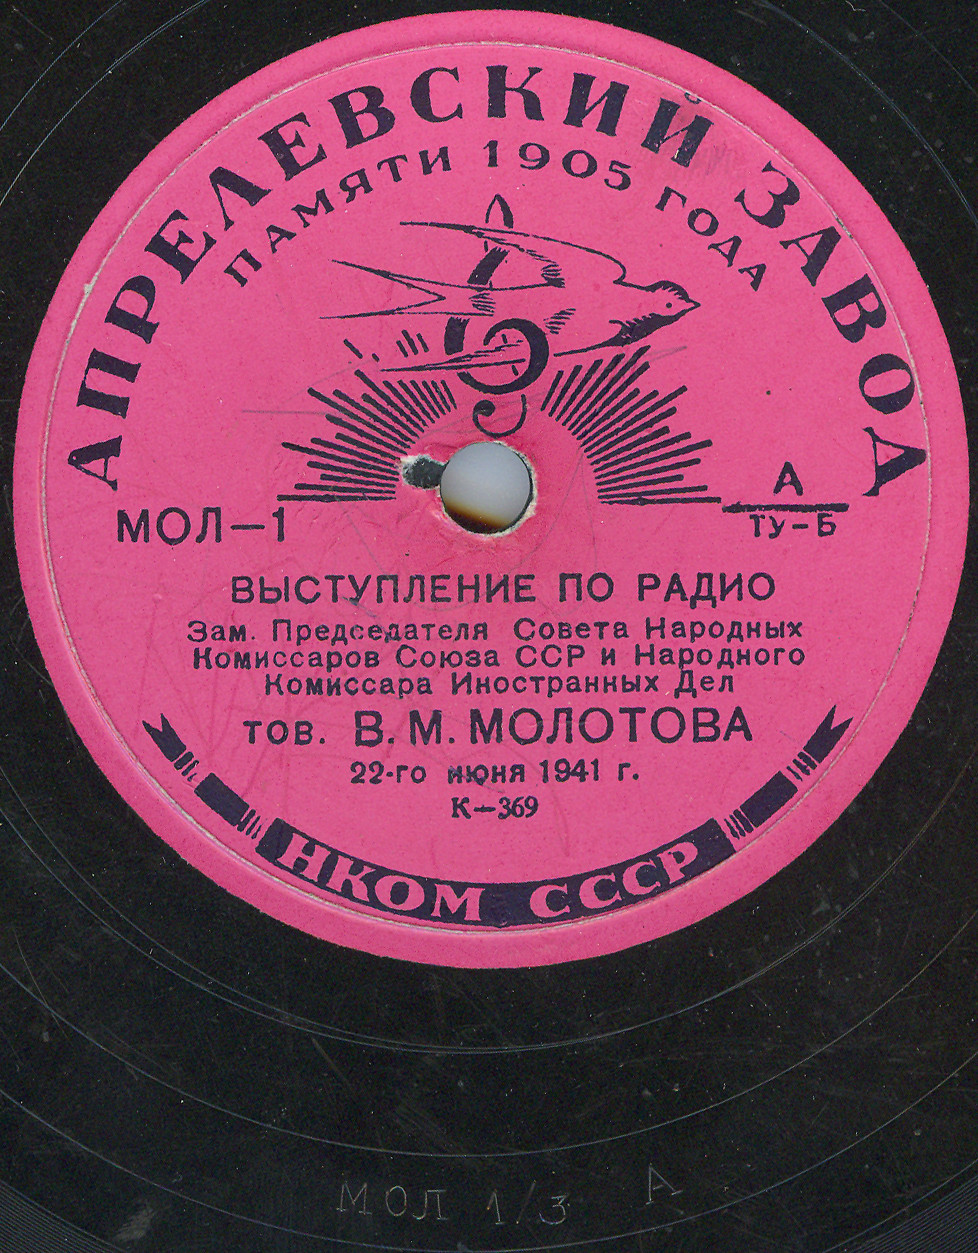 АПРЕЛЕВСКИЙ ЗАВОД
ПАМЯТИ 1905 ГОДА
МОЛ–1
А
ТУ–Б
ВЫСТУПЛЕНИЕ ПО РАДИО
Зам. Председателя Совета Народных
Комиссаров Союза ССР и Народного
Комиссара Иностранных Дел
тов. В. М. МОЛОТОВА
22-го июня 1941 г.
К–369
НКОМ СССР
МОЛ 1/3 А